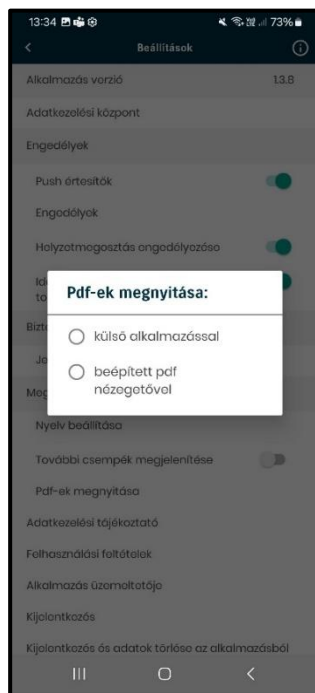 13:34 73%
Beállítások
Alkalmazás verzió 1.3.8
Adatkezelési központ
Engedélyek
Push értesítők
Engedélyek
Helyzetmegosztás engedélyezése
Pdf-ek megnyitása:
külső alkalmazással
beépített pdf
nézegetővel
Nyelv beállítása
További csempék megjelenítése
Pdf-ek megnyitása
Adatkezelési tájékoztató
Felhasználási feltételek
Alkalmazás üzemeltetője
Kijelentkezés
Kijelentkezés és adatok törlése az alkalmazásból